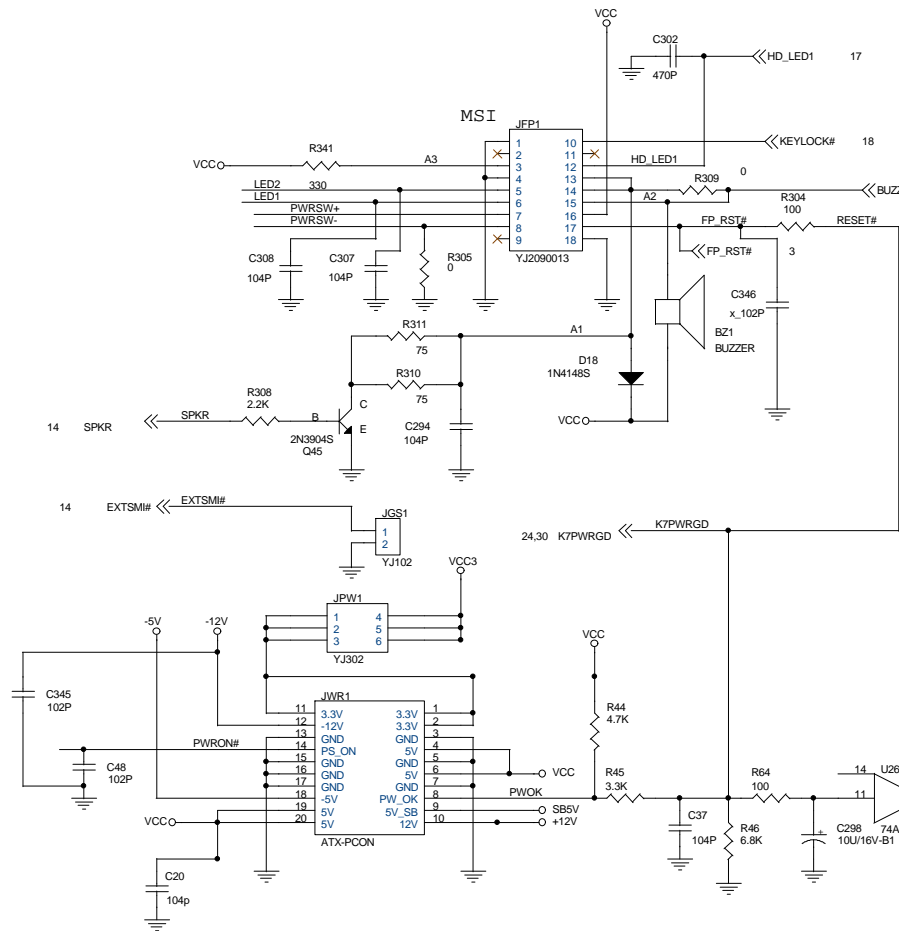 VCC
C302
470P
HD_LED1 17
MSI
JFP1
R341
VCC
A3
330
1
2
3
4
5
6
7
8
9
10
11
12
13
14
15
16
17
18
YJ2090013
KEYLOCK# 18
HD_LED1
R309
0
A2
BUZ
R304
100
LED2
LED1
PWRSW+
PWRSW-
FP_RST#
RESET#
FP_RST# 3
C308
104P
C307
104P
R305
0
C346
x_102P
BZ1
BUZZER
R311
75
A1
R310
75
D18
1N4148S
VCC
14 SPKR
SPKR
R308
2.2K
B
C
E
2N3904S
Q45
C294
104P
14 EXTSMI#
EXTSMI#
JGS1
1
2
YJ102
24,30 K7PWRGD
K7PWRGD
VCC3
JPW1
1 4
2 5
3 6
YJ302
-5V
-12V
VCC
C345
102P
C48
102P
PWRON#
JWR1
11 3.3V 3.3V 1
12 -12V 3.3V 2
13 GND GND 3
14 PS_ON 5V 4
15 GND GND 5
16 GND 5V 6
17 GND GND 7
18 -5V PW_OK 8
19 5V 5V_SB 9
20 5V 12V 10
ATX-PCON
VCC
PWOK
SB5V
+12V
VCC
C20
104p
R44
4.7K
R45
3.3K
C37
104P
R46
6.8K
R64
100
C298
10U/16V-B1
+
14
11
U26
74A